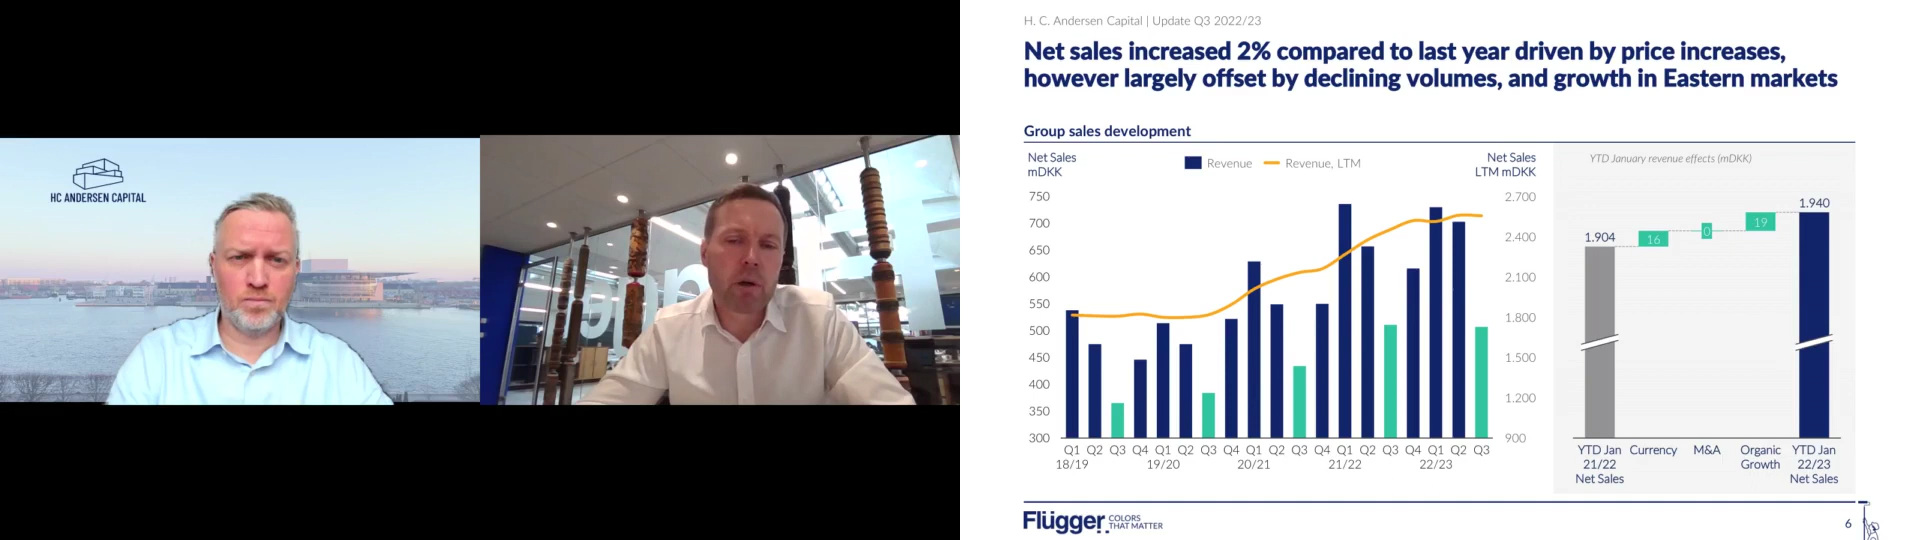 HC ANDERSEN CAPITAL
H. C. Andersen Capital | Update Q3 2022/23
Net sales increased 2% compared to last year driven by price increases,
however largely offset by declining volumes, and growth in Eastern markets
Group sales development
Net Sales
mDKK
Revenue
Revenue, LTM
Net Sales
LTM mDKK
750
700
650
600
550
500
450
400
350
300
2.700
2.400
2.100
1.800
1.500
1.200
900
Q1 Q2 Q3 Q4 Q1 Q2 Q3 Q4 Q1 Q2 Q3 Q4 Q1 Q2 Q3 Q4 Q1 Q2 Q3
18/19 19/20 20/21 21/22 22/23
YTD January revenue effects (mDKK)
1.904
16
0
19
1.940
YTD Jan
21/22
Net Sales
Currency
M&A
Organic
Growth
YTD Jan
22/23
Net Sales
Flügger
COLORS
THAT MATTER
6